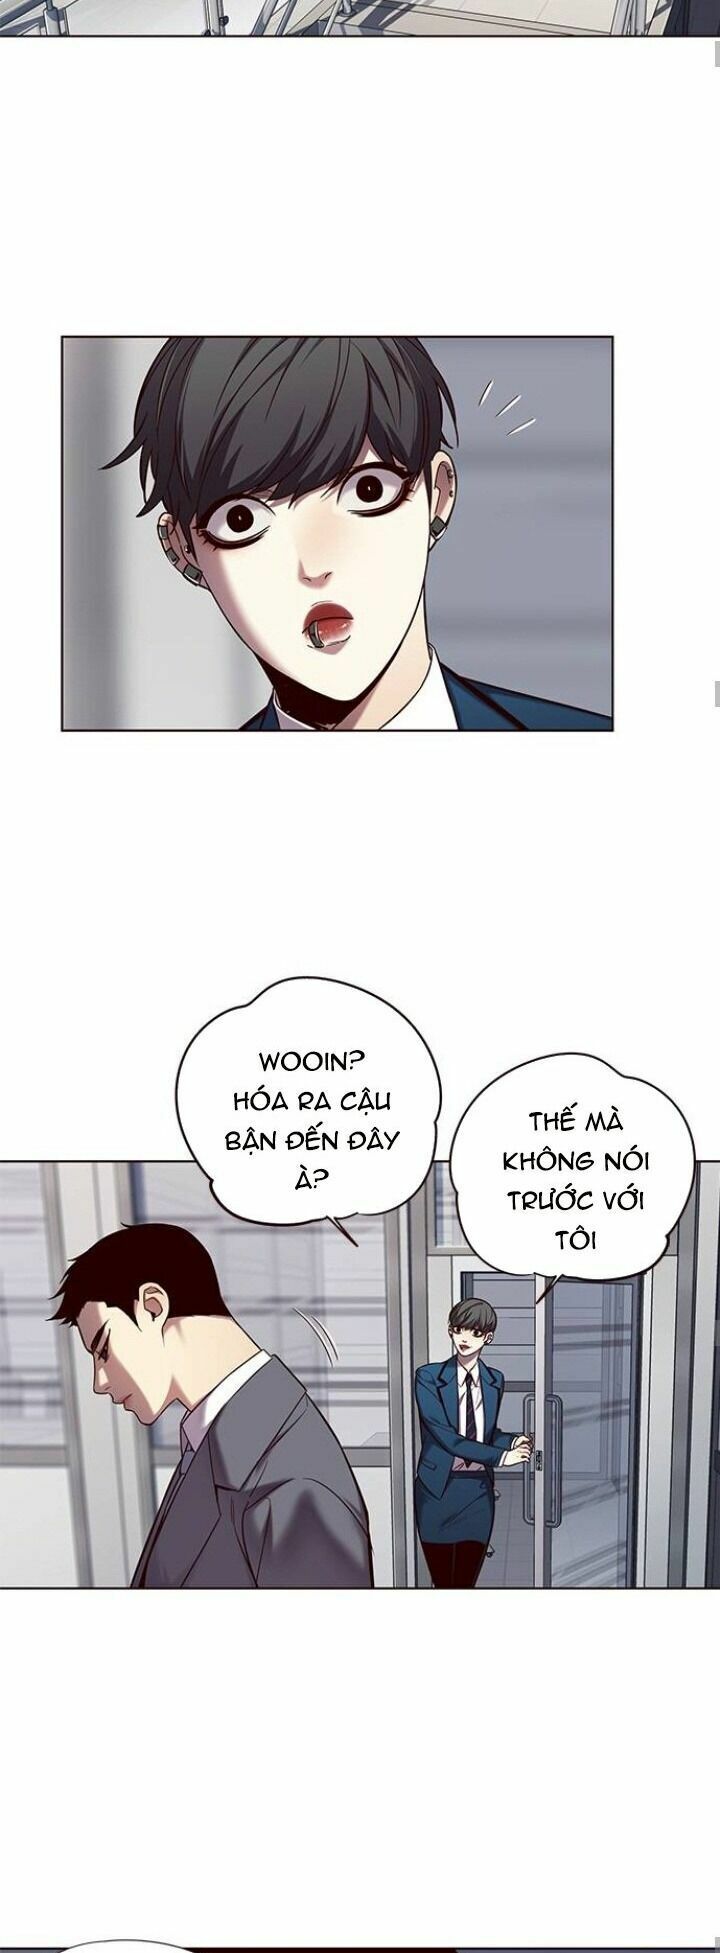 WOOIN?
HÓA RA CẬU
BẬN ĐẾN ĐÂY
À?
THẾ MÀ
KHÔNG NÓI
TRƯỚC VỚI
TÔI